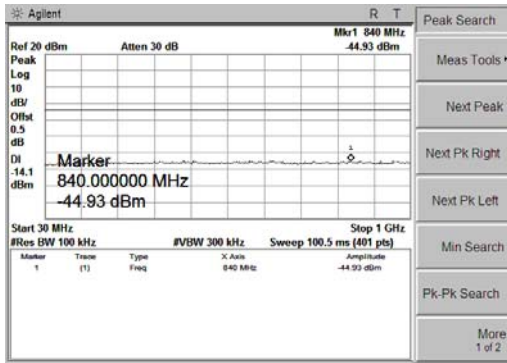 Agilent R T
Mkr1 840 MHz
Ref 20 dBm Atten 30 dB -44.93 dBm
Peak
Log
10
dB/
Offst
0.5
dB
DI
-14.1
dBm
1
Marker
840.000000 MHz
-44.93 dBm
Start 30 MHz Stop 1 GHz
#Res BW 100 kHz #VBW 300 kHz Sweep 100.5 ms (401 pts)
Marker Trace Type X Axis Amplitude
1 (1) Freq 840 MHz -44.93 dBm
Peak Search
Meas Tools
Next Peak
Next Pk Right
Next Pk Left
Min Search
Pk-Pk Search
More
1 of 2